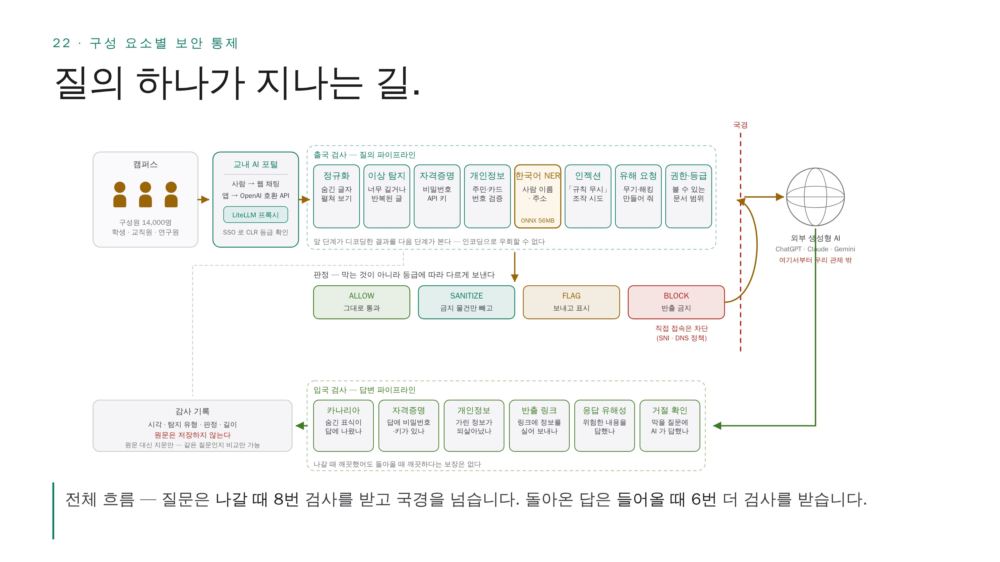 22 · 구성 요소별 보안 통제
질의 하나가 지나는 길.
국경
캠퍼스
구성원 14,000명
학생 · 교직원 · 연구원
교내 AI 포털
사람 → 웹 채팅
앱 → OpenAI 호환 API
LiteLLM 프록시
SSO 로 CLR 등급 확인
출국 검사 — 질의 파이프라인
정규화
숨긴 글자
펼쳐 보기
이상 탐지
너무 길거나
반복된 글
자격증명
비밀번호
API 키
개인정보
주민·카드
번호 검증
한국어 NER
사람 이름
· 주소
ONNX 56MB
인젝션
「규칙 무시」
조작 시도
유해 요청
무기·해킹
만들어 줘
권한·등급
볼 수 있는
문서 범위
앞 단계가 디코딩한 결과를 다음 단계가 본다 — 인코딩으로 우회할 수 없다
외부 생성형 AI
ChatGPT · Claude · Gemini
여기서부터 우리 관제 밖
판정 — 막는 것이 아니라 등급에 따라 다르게 보낸다
ALLOW
그대로 통과
SANITIZE
금지 물건만 빼고
FLAG
보내고 표시
BLOCK
반출 금지
직접 접속은 차단
(SNI · DNS 정책)
감사 기록
시각 · 탐지 유형 · 판정 · 길이
원문은 저장하지 않는다
원문 대신 지문만 — 같은 질문인지 비교만 가능
입국 검사 — 답변 파이프라인
카나리아
숨긴 표식이
답에 나왔나
자격증명
답에 비밀번호
·키가 있나
개인정보
가린 정보가
되살아났나
반출 링크
링크에 정보를
실어 보내나
응답 유해성
위험한 내용을
답했나
거절 확인
막을 질문에
AI 가 답했나
나갈 때 깨끗했어도 돌아올 때 깨끗하다는 보장은 없다
전체 흐름 — 질문은 나갈 때 8번 검사를 받고 국경을 넘습니다. 돌아온 답은 들어올 때 6번 더 검사를 받습니다.